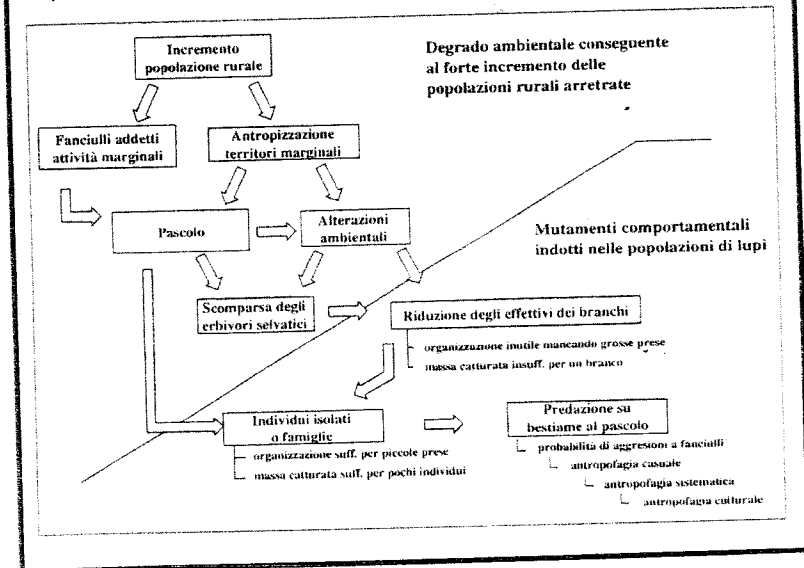 Degrado ambientale conseguente
al forte incremento delle
popolazioni rurali arretrate
Incremento
popolazione rurale
Fanciulli addetti
attività marginali
Antropizzazione
territori marginali
Pascolo
Alterazioni
ambientali
Mutamenti comportamentali
indotti nelle popolazioni di lupi
Scomparsa degli
erbivori selvatici
Riduzione degli effettivi dei branchi
organizzazione inutile mancando grosse prese
massa catturata insuff. per un branco
Individui isolati
o famiglie
organizzazione suff. per piccole prese
massa catturata suff. per pochi individui
Predazione su
bestiame al pascolo
probabilità di aggresioni a fanciulli
antropofagia casuale
antropofagia sistematica
antropofagia culturale